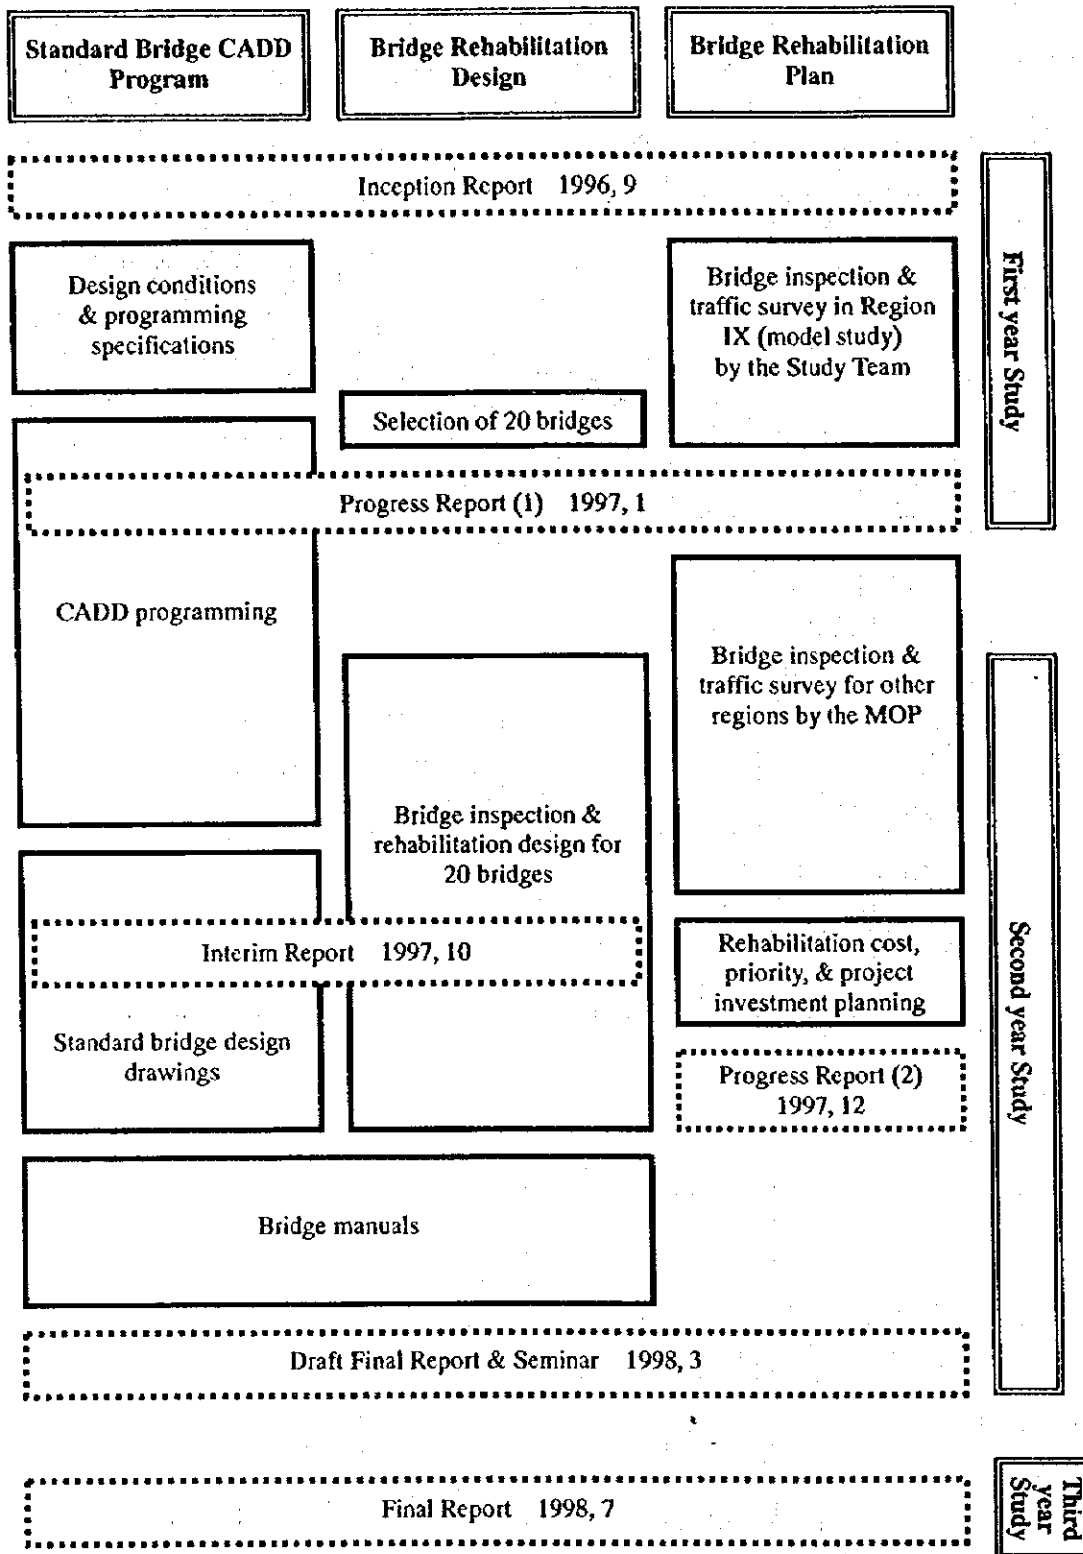 Standard Bridge CADD
Program
Bridge Rehabilitation
Design
Bridge Rehabilitation
Plan
Inception Report 1996, 9
Design conditions
& programming
specifications
Bridge inspection &
traffic survey in Region
IX (model study)
by the Study Team
Selection of 20 bridges
First year Study
Progress Report (1) 1997, 1
CADD programming
Bridge inspection &
traffic survey for other
regions by the MOP
Bridge inspection &
rehabilitation design for
20 bridges
Interim Report 1997, 10
Rehabilitation cost,
priority, & project
investment planning
Standard bridge design
drawings
Progress Report (2)
1997, 12
Second year Study
Bridge manuals
Draft Final Report & Seminar 1998, 3
Final Report 1998, 7
Third
year
Study